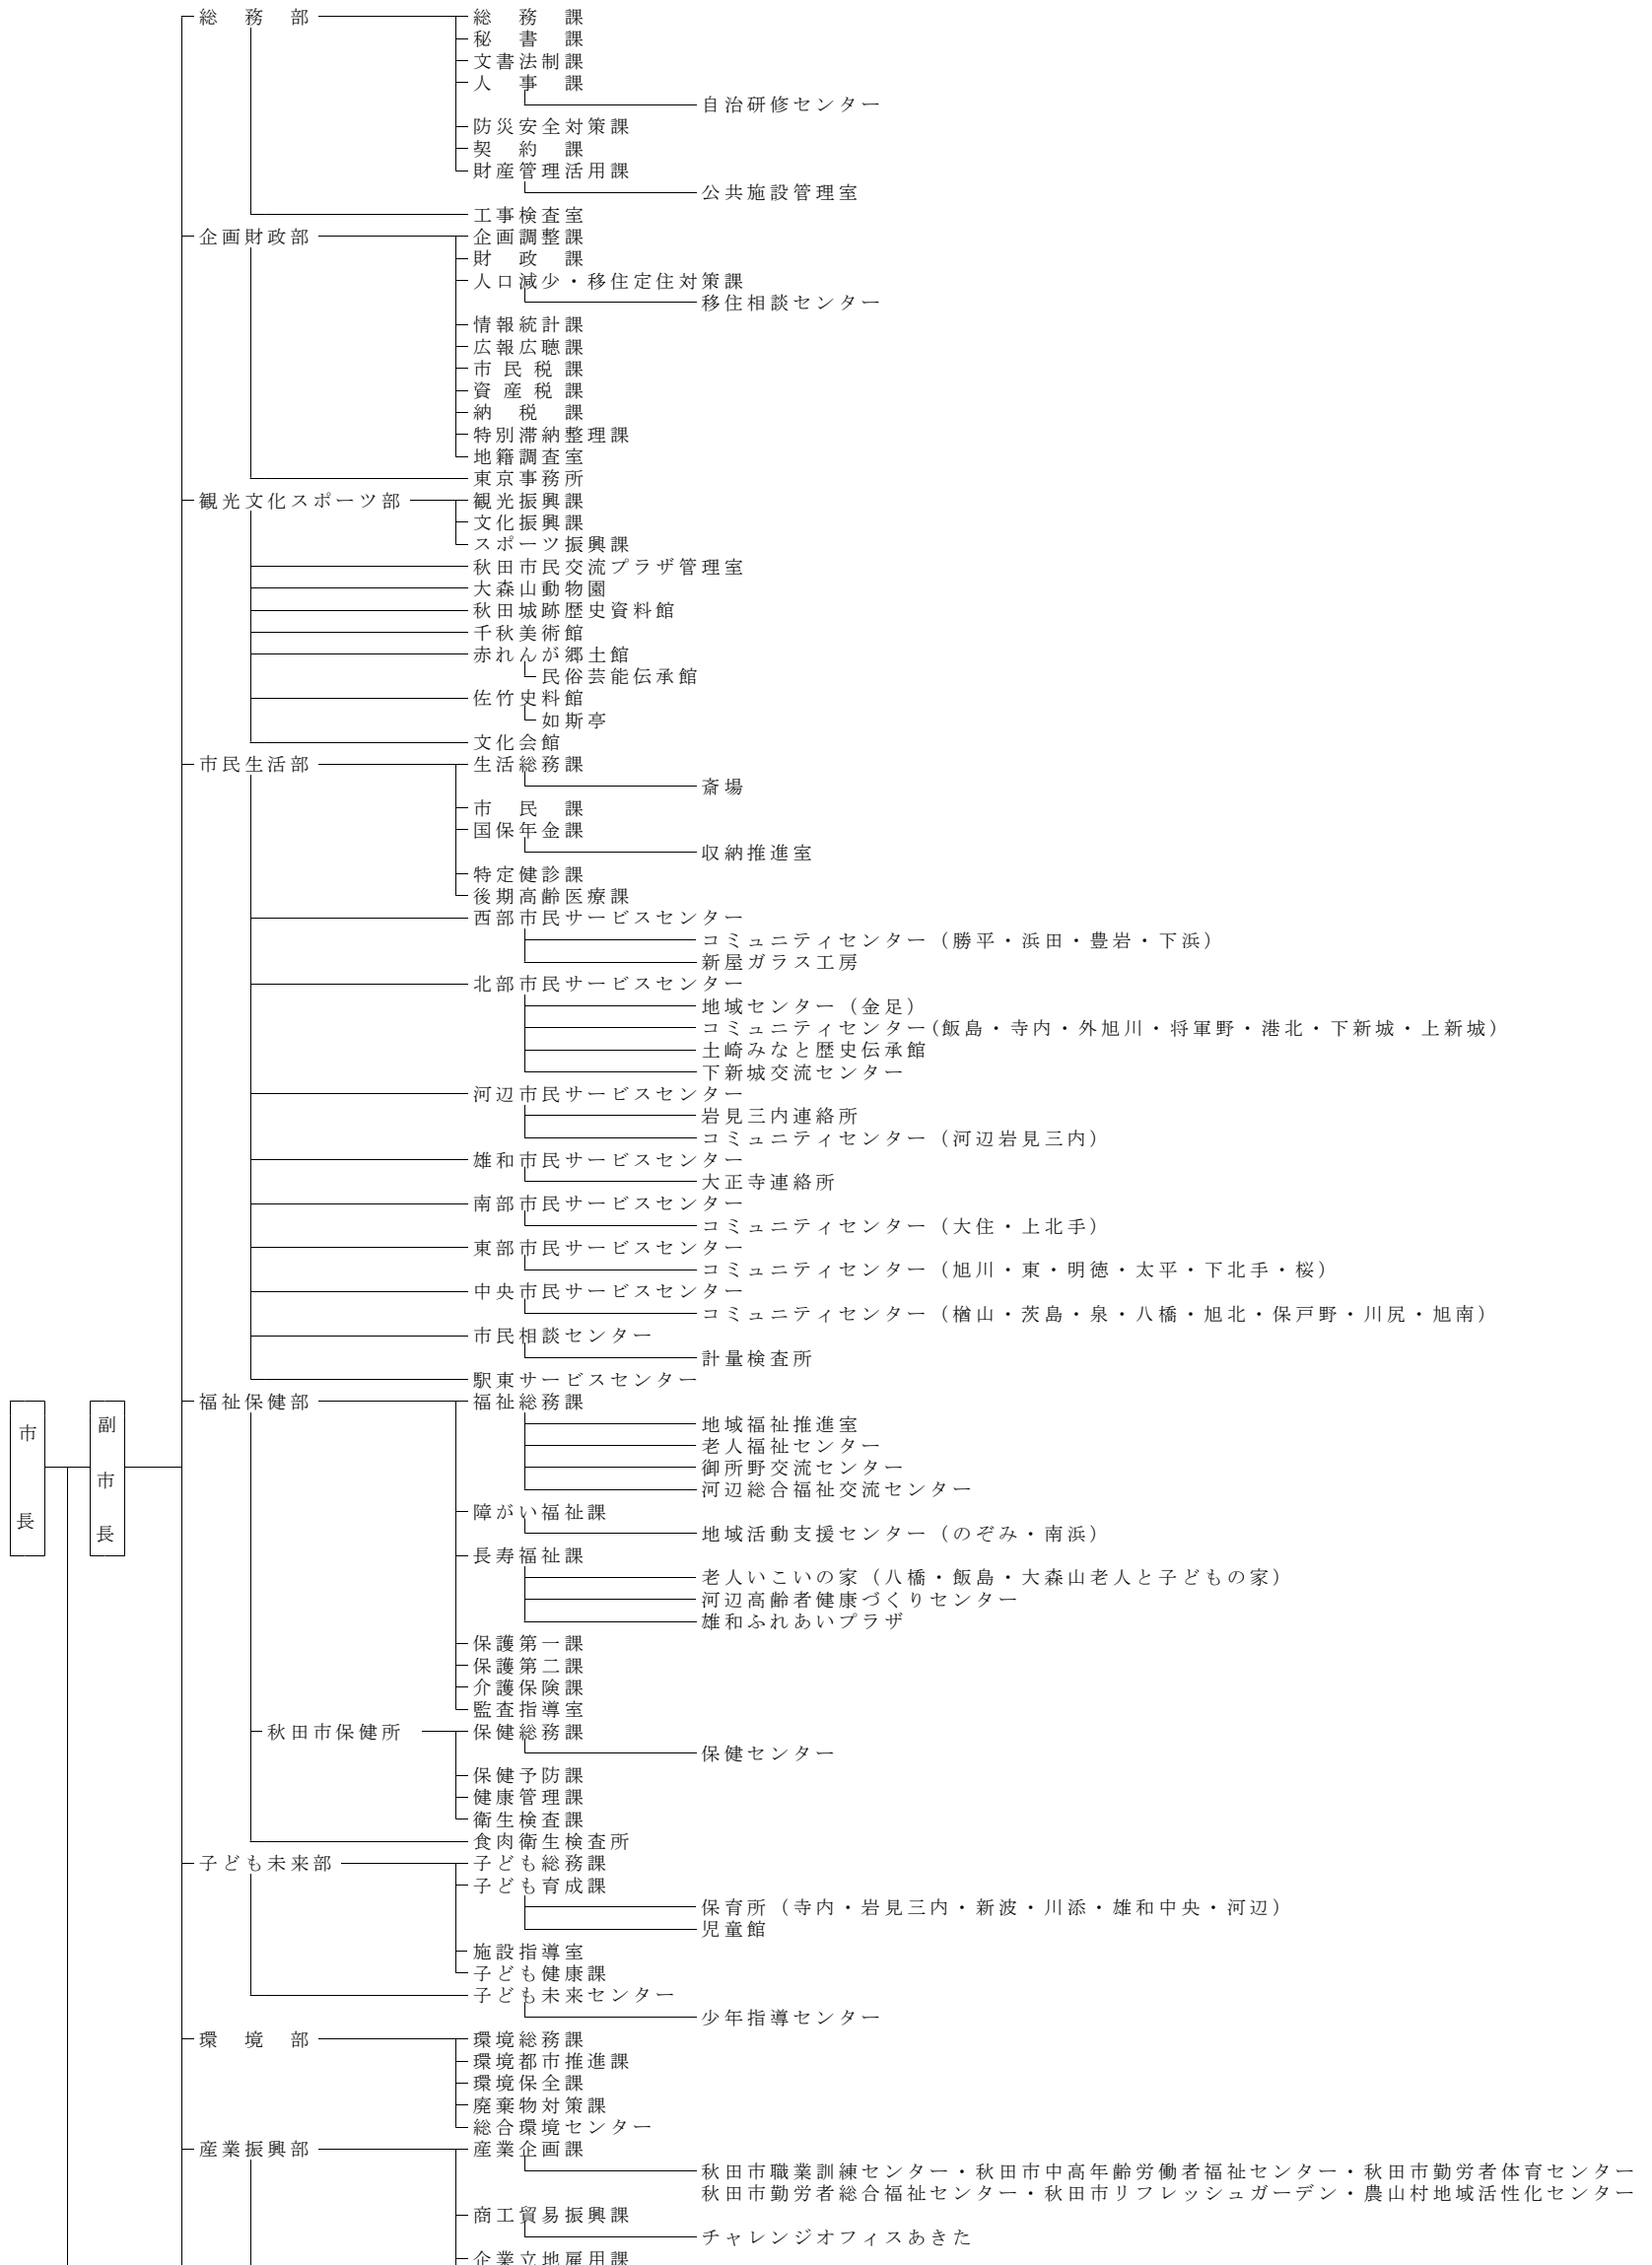 総務部 総務課
秘書課
文書法制課
人事課
自治研修センター
防災安全対策課
契約課
財産管理活用課
公共施設管理室
工事検査室
企画財政部 企画調整課
財政課
人口減少・移住定住対策課
移住相談センター
情報統計課
広報広聴課
市民税課
資産税課
納税課
特別滞納整理課
地籍調査室
東京事務所
観光文化スポーツ部 観光振興課
文化振興課
スポーツ振興課
秋田市民交流プラザ管理室
大森山動物園
秋田城跡歴史資料館
千秋美術館
赤れんが郷土館
民俗芸能伝承館
佐竹史料館
如斯亭
文化会館
市民生活部 生活総務課
斎場
市民課
国保年金課
収納推進室
特定健診課
後期高齢医療課
西部市民サービスセンター
コミュニティセンター（勝平・浜田・豊岩・下浜）
新屋ガラス工房
北部市民サービスセンター
地域センター（金足）
コミュニティセンター（飯島・寺内・外旭川・将軍野・港北・下新城・上新城）
土崎みなと歴史伝承館
下新城交流センター
河辺市民サービスセンター
岩見三内連絡所
コミュニティセンター（河辺岩見三内）
雄和市民サービスセンター
大正寺連絡所
南部市民サービスセンター
コミュニティセンター（大住・上北手）
東部市民サービスセンター
コミュニティセンター（旭川・東・明徳・太平・下北手・桜）
中央市民サービスセンター
コミュニティセンター（楢山・茨島・泉・八橋・旭北・保戸野・川尻・旭南）
市民相談センター
計量検査所
駅東サービスセンター
市長
副市長
福祉保健部 福祉総務課
地域福祉推進室
老人福祉センター
御所野交流センター
河辺総合福祉交流センター
障がい福祉課
地域活動支援センター（のぞみ・南浜）
長寿福祉課
老人いこいの家（八橋・飯島・大森山老人と子どもの家）
河辺高齢者健康づくりセンター
雄和ふれあいプラザ
保護第一課
保護第二課
介護保険課
監査指導室
秋田市保健所 保健総務課
保健センター
保健予防課
健康管理課
衛生検査課
食肉衛生検査所
子ども未来部 子ども総務課
子ども育成課
保育所（寺内・岩見三内・新波・川添・雄和中央・河辺）
児童館
施設指導室
子ども健康課
子ども未来センター
少年指導センター
環境部 環境総務課
環境都市推進課
環境保全課
廃棄物対策課
総合環境センター
産業振興部 産業企画課
秋田市職業訓練センター・秋田市中高年齢労働者福祉センター・秋田市勤労者体育センター
秋田市勤労者総合福祉センター・秋田市リフレッシュガーデン・農山村地域活性化センター
商工貿易振興課
チャレンジオフィスあきた
企業立地雇用課